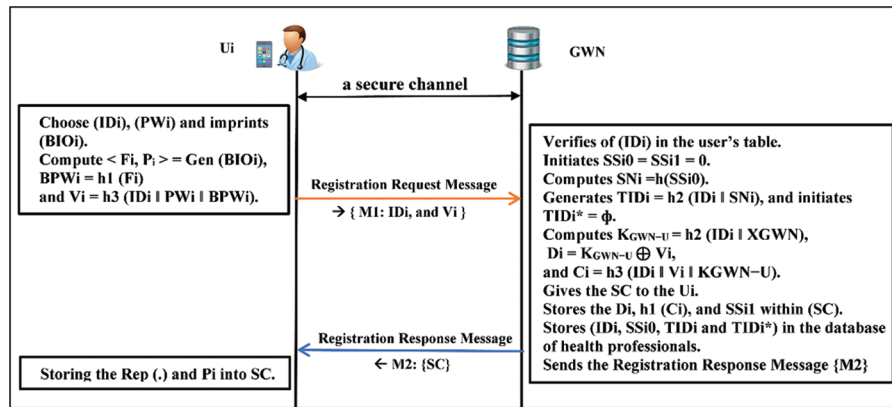 Ui
GWN
a secure channel
Choose (IDi), (PWi) and imprints
(BIOi).
Compute < Fi, Pi > = Gen (BIOi),
BPWi = h1 (Fi)
and Vi = h3 (IDi ‖ PWi ‖ BPWi).
Registration Request Message
→ { M1: IDi, and Vi }
Verifies of (IDi) in the user's table.
Initiates SSi0 = SSi1 = 0.
Computes SNi =h(SSi0).
Generates TIDi = h2 (IDi ‖ SNi), and initiates
TIDi* = ϕ.
Computes KGWN−U = h2 (IDi ‖ XGWN),
Di = KGWN−U ⊕ Vi,
and Ci = h3 (IDi ‖ Vi ‖ KGWN−U).
Gives the SC to the Ui.
Stores the Di, h1 (Ci), and SSi1 within (SC).
Stores (IDi, SSi0, TIDi and TIDi*) in the database
of health professionals.
Sends the Registration Response Message {M2}
Registration Response Message
← M2: {SC}
Storing the Rep (.) and Pi into SC.